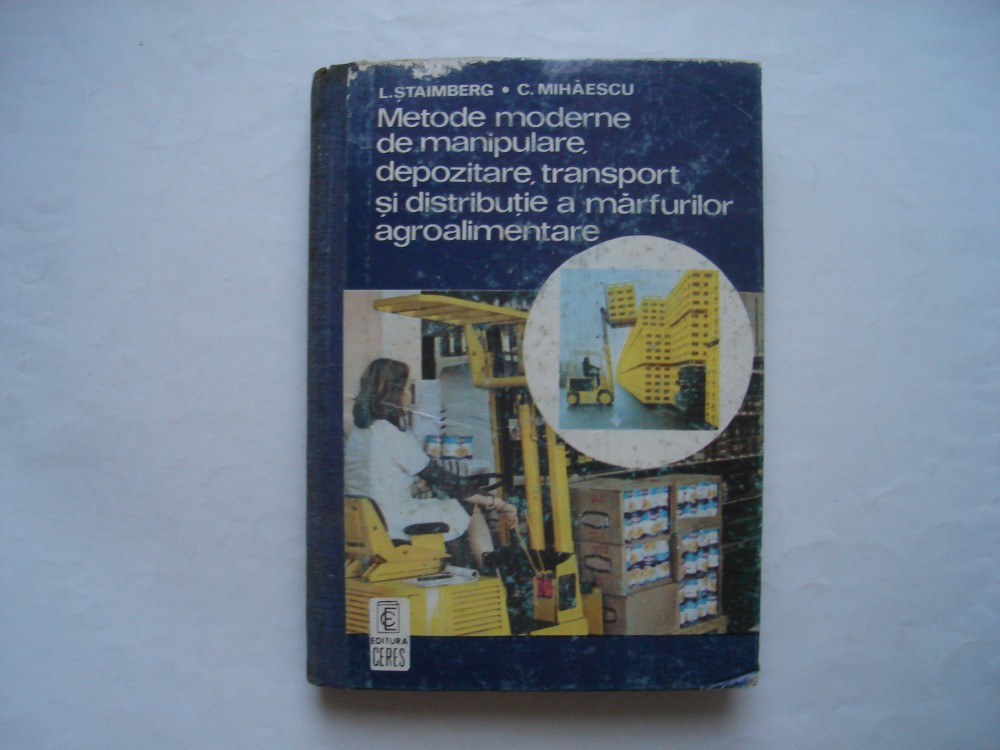 L. ȘTAIMBERG • C. MIHĂESCU
Metode moderne
de manipulare,
depozitare, transport
și distribuție a mărfurilor
agroalimentare
EDITURA
CERES